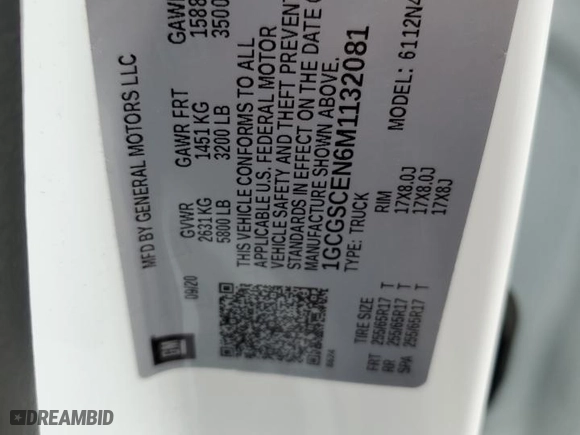 MFD BY GENERAL MOTORS LLC
09/20
GVWR
2631 KG
5800 LB
GAWR FRT
1451 KG
3200 LB
GAWR
1588
3500
THIS VEHICLE CONFORMS TO ALL
APPLICABLE U.S. FEDERAL MOTOR
VEHICLE SAFETY AND THEFT PREVENT
STANDARDS IN EFFECT ON THE DATE O
MANUFACTURE SHOWN ABOVE.
1GCGSCEN6M1132081
TYPE: TRUCK
MODEL: 6112N4
TIRE SIZE RIM
FRT 255/65R17 T 17X8.0J
RR 255/65R17 T 17X8.0J
SPA 255/65R17 T 17X8J
GM
DREAMBID